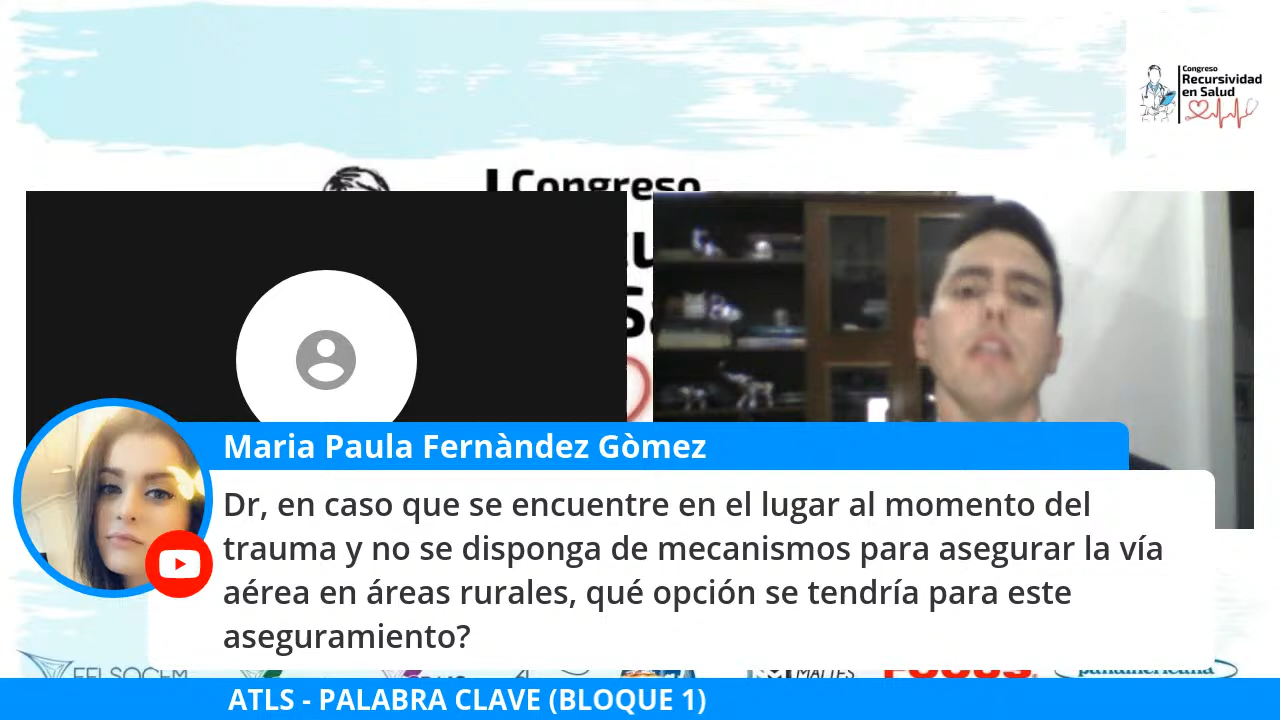 Congreso
Recursividad
en Salud
I Congreso
Maria Paula Fernàndez Gòmez
Dr, en caso que se encuentre en el lugar al momento del
trauma y no se disponga de mecanismos para asegurar la vía
aérea en áreas rurales, qué opción se tendría para este
aseguramiento?
FELSOCEM
panamericana
ATLS - PALABRA CLAVE (BLOQUE 1)